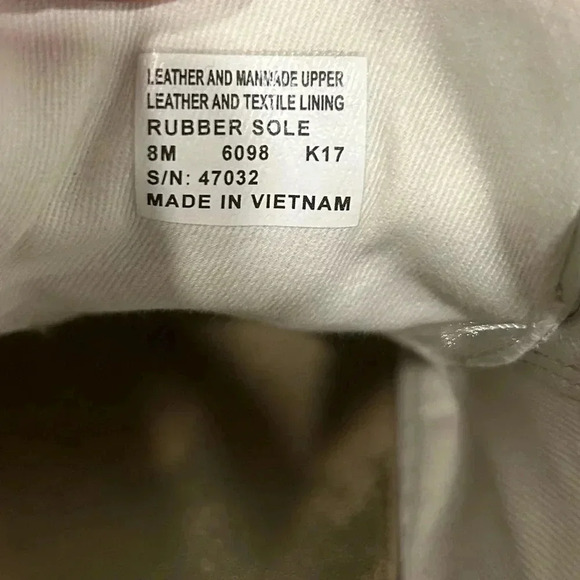 LEATHER AND MANMADE UPPER
LEATHER AND TEXTILE LINING
RUBBER SOLE
8M 6098 K17
S/N: 47032
MADE IN VIETNAM